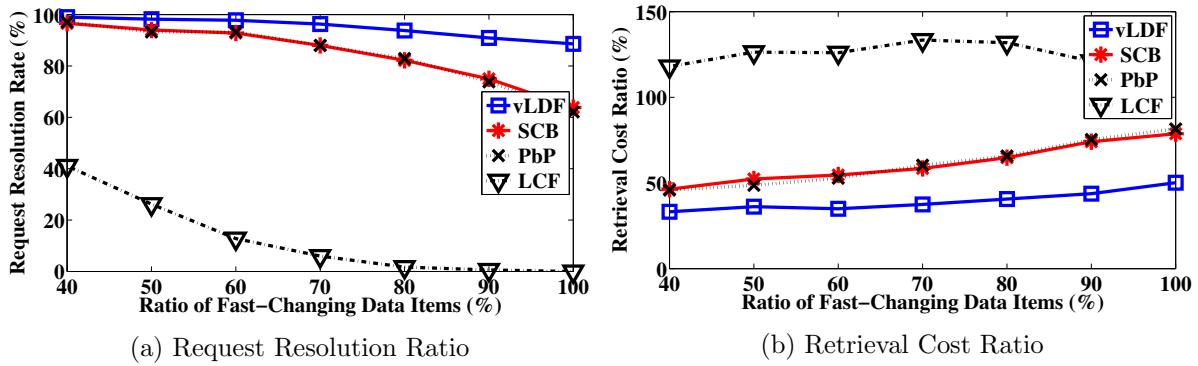 Request Resolution Rate (%)
100
80
60
40
20
0
vLDF
SCB
PbP
LCF
40 50 60 70 80 90 100
Ratio of Fast−Changing Data Items (%)
(a) Request Resolution Ratio
Retrieval Cost Ratio (%)
150
100
50
0
vLDF
SCB
PbP
LCF
40 50 60 70 80 90 100
Ratio of Fast−Changing Data Items (%)
(b) Retrieval Cost Ratio